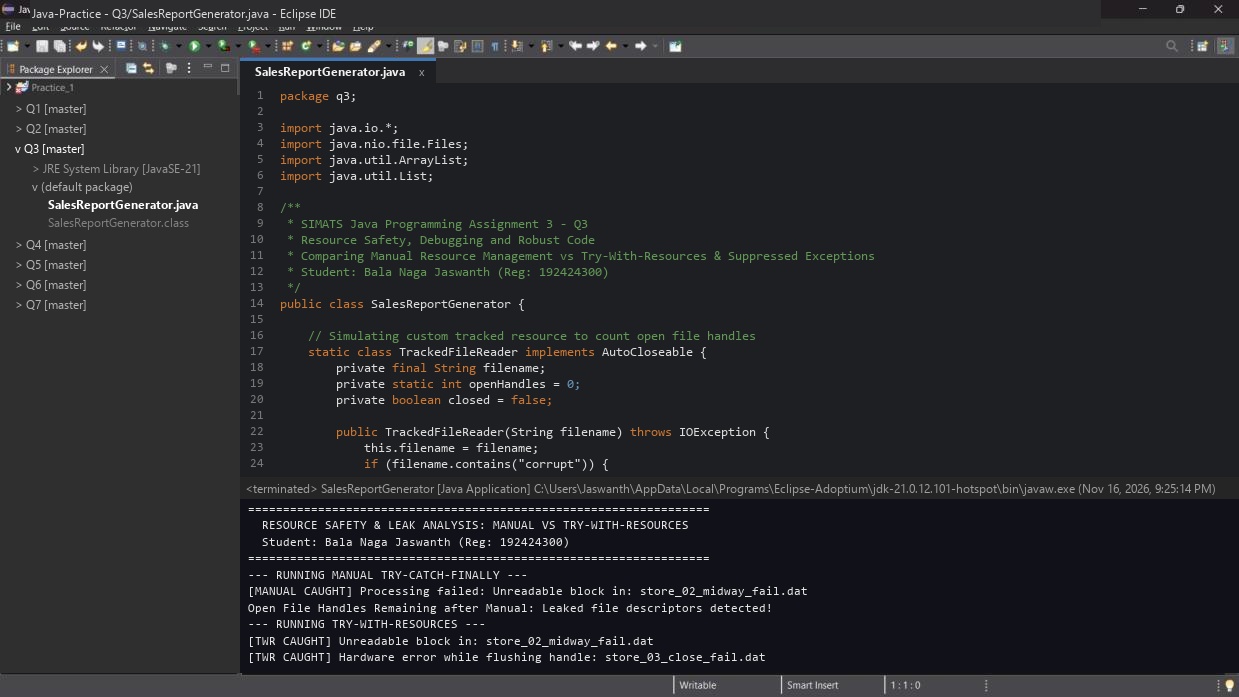 Jav Java-Practice - Q3/SalesReportGenerator.java - Eclipse IDE
File Edit Source Refactor Navigate Search Project Run Window Help
Package Explorer
Practice_1
> Q1 [master]
> Q2 [master]
v Q3 [master]
> JRE System Library [JavaSE-21]
v (default package)
SalesReportGenerator.java
SalesReportGenerator.class
> Q4 [master]
> Q5 [master]
> Q6 [master]
> Q7 [master]
SalesReportGenerator.java x
1 package q3;
2
3 import java.io.*;
4 import java.nio.file.Files;
5 import java.util.ArrayList;
6 import java.util.List;
7
8 /**
9 * SIMATS Java Programming Assignment 3 - Q3
10 * Resource Safety, Debugging and Robust Code
11 * Comparing Manual Resource Management vs Try-With-Resources & Suppressed Exceptions
12 * Student: Bala Naga Jaswanth (Reg: 192424300)
13 */
14 public class SalesReportGenerator {
15
16 // Simulating custom tracked resource to count open file handles
17 static class TrackedFileReader implements AutoCloseable {
18 private final String filename;
19 private static int openHandles = 0;
20 private boolean closed = false;
21
22 public TrackedFileReader(String filename) throws IOException {
23 this.filename = filename;
24 if (filename.contains("corrupt")) {
<terminated> SalesReportGenerator [Java Application] C:\Users\Jaswanth\AppData\Local\Programs\Eclipse-Adoptium\jdk-21.0.12.101-hotspot\bin\javaw.exe (Nov 16, 2026, 9:25:14 PM)
==================================================================
RESOURCE SAFETY & LEAK ANALYSIS: MANUAL VS TRY-WITH-RESOURCES
Student: Bala Naga Jaswanth (Reg: 192424300)
==================================================================
--- RUNNING MANUAL TRY-CATCH-FINALLY ---
[MANUAL CAUGHT] Processing failed: Unreadable block in: store_02_midway_fail.dat
Open File Handles Remaining after Manual: Leaked file descriptors detected!
--- RUNNING TRY-WITH-RESOURCES ---
[TWR CAUGHT] Unreadable block in: store_02_midway_fail.dat
[TWR CAUGHT] Hardware error while flushing handle: store_03_close_fail.dat
Writable
Smart Insert
1 : 1 : 0